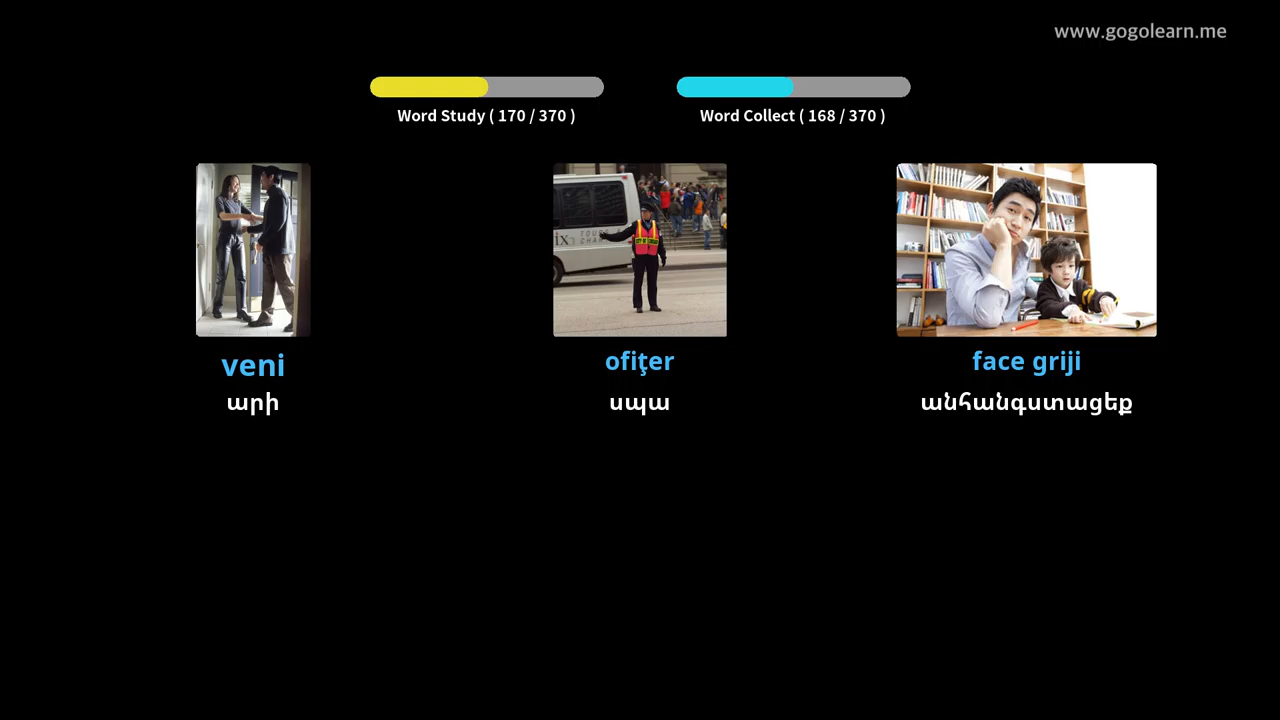 www.gogolearn.me
Word Study ( 170 / 370 )
Word Collect ( 168 / 370 )
veni
ofiţer
face griji
արի
սպա
անհանգստացեք